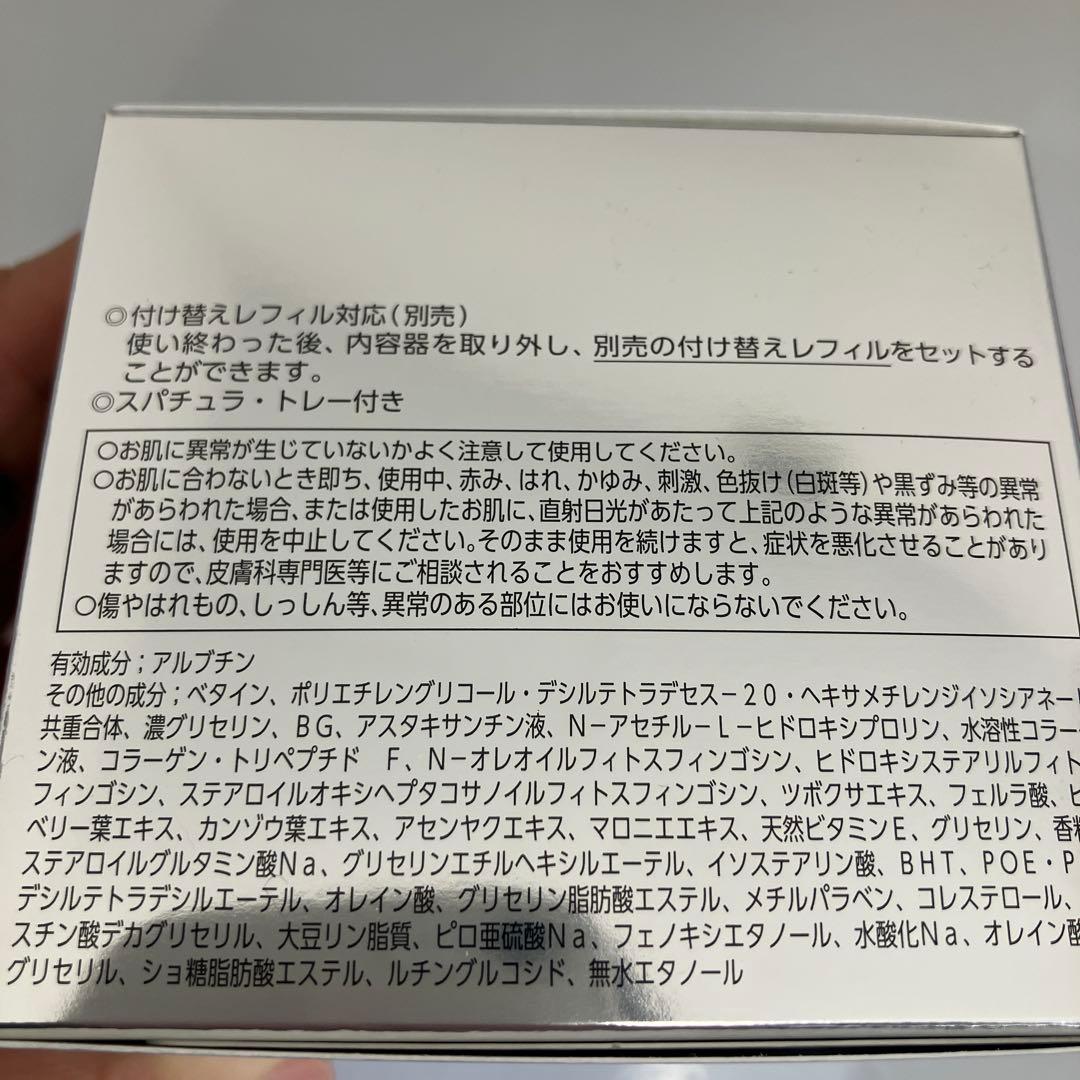 ◎付け替えレフィル対応(別売)
使い終わった後、内容器を取り外し、別売の付け替えレフィルをセットする
ことができます。
◎スパチュラ・トレー付き
○お肌に異常が生じていないかよく注意して使用してください。
○お肌に合わないとき即ち、使用中、赤み、はれ、かゆみ、刺激、色抜け(白斑等)や黒ずみ等の異常
があらわれた場合、または使用したお肌に、直射日光があたって上記のような異常があらわれた
場合には、使用を中止してください。そのまま使用を続けますと、症状を悪化させることがあり
ますので、皮膚科専門医等にご相談されることをおすすめします。
○傷やはれもの、しっしん等、異常のある部位にはお使いにならないでください。
有効成分;アルブチン
その他の成分;ベタイン、ポリエチレングリコール・デシルテトラデセス−20・ヘキサメチレンジイソシアネー
共重合体、濃グリセリン、BG、アスタキサンチン液、N−アセチル−L−ヒドロキシプロリン、水溶性コラー
ン液、コラーゲン・トリペプチド F、N−オレオイルフィトスフィンゴシン、ヒドロキシステアリルフィト
フィンゴシン、ステアロイルオキシヘプタコサノイルフィトスフィンゴシン、ツボクサエキス、フェルラ酸、ビ
ベリー葉エキス、カンゾウ葉エキス、アセンヤクエキス、マロニエエキス、天然ビタミンE、グリセリン、香料
ステアロイルグルタミン酸Na、グリセリンエチルヘキシルエーテル、イソステアリン酸、BHT、POE・P
デシルテトラデシルエーテル、オレイン酸、グリセリン脂肪酸エステル、メチルパラベン、コレステロール、
スチン酸デカグリセリル、大豆リン脂質、ピロ亜硫酸Na、フェノキシエタノール、水酸化Na、オレイン酸
グリセリル、ショ糖脂肪酸エステル、ルチングルコシド、無水エタノール